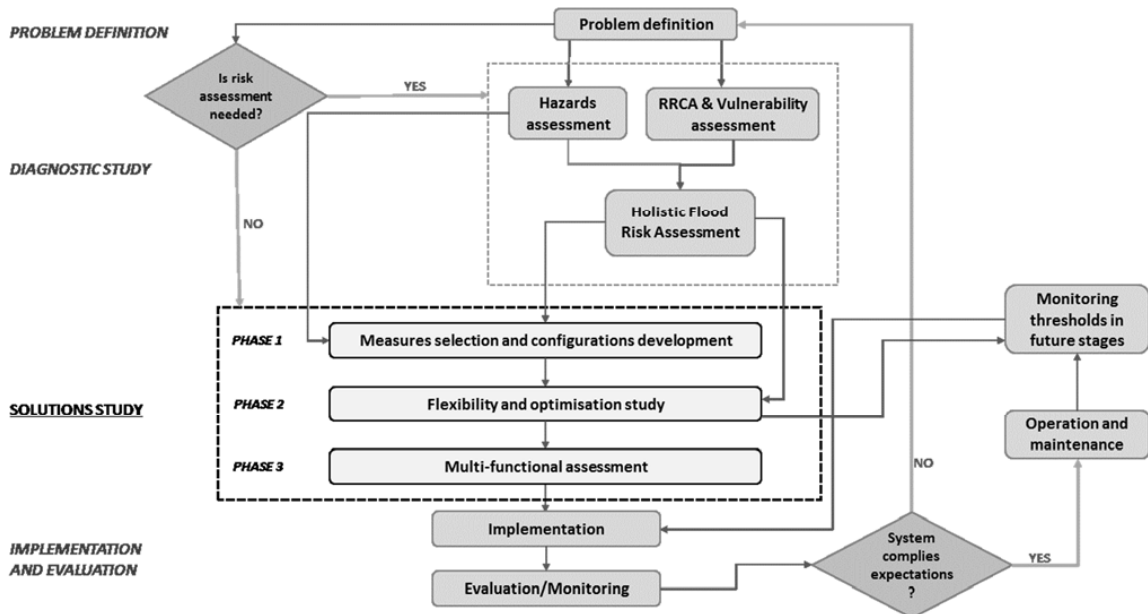 PROBLEM DEFINITION
Problem definition
Is risk
assessment
needed?
YES
Hazards
assessment
RRCA & Vulnerability
assessment
DIAGNOSTIC STUDY
NO
Holistic Flood
Risk Assessment
Monitoring
thresholds in
future stages
PHASE 1
Measures selection and configurations development
SOLUTIONS STUDY
PHASE 2
Flexibility and optimisation study
Operation and
maintenance
PHASE 3
Multi-functional assessment
NO
Implementation
IMPLEMENTATION
AND EVALUATION
System
complies
expectations
?
YES
Evaluation/Monitoring